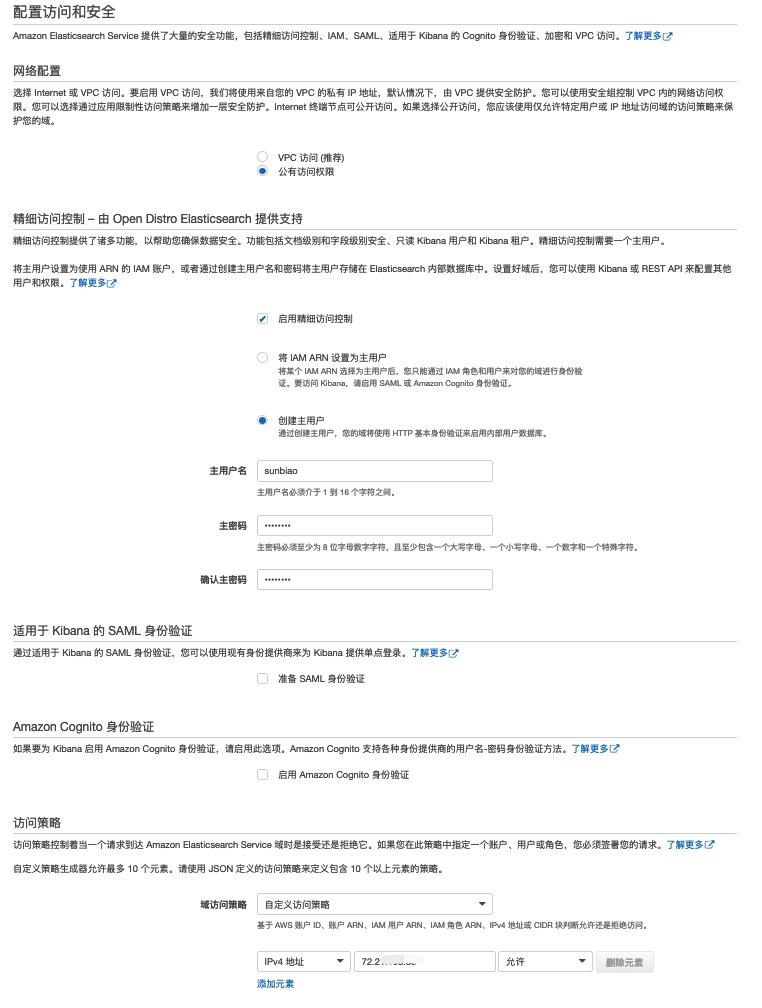 配置访问和安全
Amazon Elasticsearch Service 提供了大量的安全功能，包括精细访问控制、IAM、SAML、适用于 Kibana 的 Cognito 身份验证、加密和 VPC 访问。了解更多
网络配置
选择 Internet 或 VPC 访问。要启用 VPC 访问，我们将使用来自您的 VPC 的私有 IP 地址，默认情况下，由 VPC 提供安全防护。您可以使用安全组控制 VPC 内的网络访问权
限。您可以选择通过应用限制性访问策略来增加一层安全防护。Internet 终端节点可公开访问。如果选择公开访问，您应该使用仅允许特定用户或 IP 地址访问域的访问策略来保
护您的域。
VPC 访问 (推荐)
公有访问权限
精细访问控制 – 由 Open Distro Elasticsearch 提供支持
精细访问控制提供了诸多功能，以帮助您确保数据安全。功能包括文档级别和字段级别安全、只读 Kibana 用户和 Kibana 租户。精细访问控制需要一个主用户。
将主用户设置为使用 ARN 的 IAM 账户，或者通过创建主用户名和密码将主用户存储在 Elasticsearch 内部数据库中。设置好域后，您可以使用 Kibana 或 REST API 来配置其他
用户和权限。了解更多
启用精细访问控制
将 IAM ARN 设置为主用户
将某个 IAM ARN 选择为主用户后，您只能通过 IAM 角色和用户来对您的域进行身份验
证。要访问 Kibana，请启用 SAML 或 Amazon Cognito 身份验证。
创建主用户
通过创建主用户，您的域将使用 HTTP 基本身份验证来启用内部用户数据库。
主用户名 sunbiao
主用户名必须介于 1 到 16 个字符之间。
主密码 ••••••••
主密码必须至少为 8 位字母数字字符，且至少包含一个大写字母、一个小写字母、一个数字和一个特殊字符。
确认主密码 ••••••••
适用于 Kibana 的 SAML 身份验证
通过适用于 Kibana 的 SAML 身份验证，您可以使用现有身份提供商来为 Kibana 提供单点登录。了解更多
准备 SAML 身份验证
Amazon Cognito 身份验证
如果要为 Kibana 启用 Amazon Cognito 身份验证，请启用此选项。Amazon Cognito 支持各种身份提供商的用户名-密码身份验证方法。了解更多
启用 Amazon Cognito 身份验证
访问策略
访问策略控制着当一个请求到达 Amazon Elasticsearch Service 域时是接受还是拒绝它。如果您在此策略中指定一个账户、用户或角色，您必须签署您的请求。了解更多
自定义策略生成器允许最多 10 个元素。请使用 JSON 定义的访问策略来定义包含 10 个以上元素的策略。
域访问策略 自定义访问策略
基于 AWS 账户 ID、账户 ARN、IAM 用户 ARN、IAM 角色 ARN、IPv4 地址或 CIDR 块判断允许还是拒绝访问。
IPv4 地址 允许 删除元素
添加元素